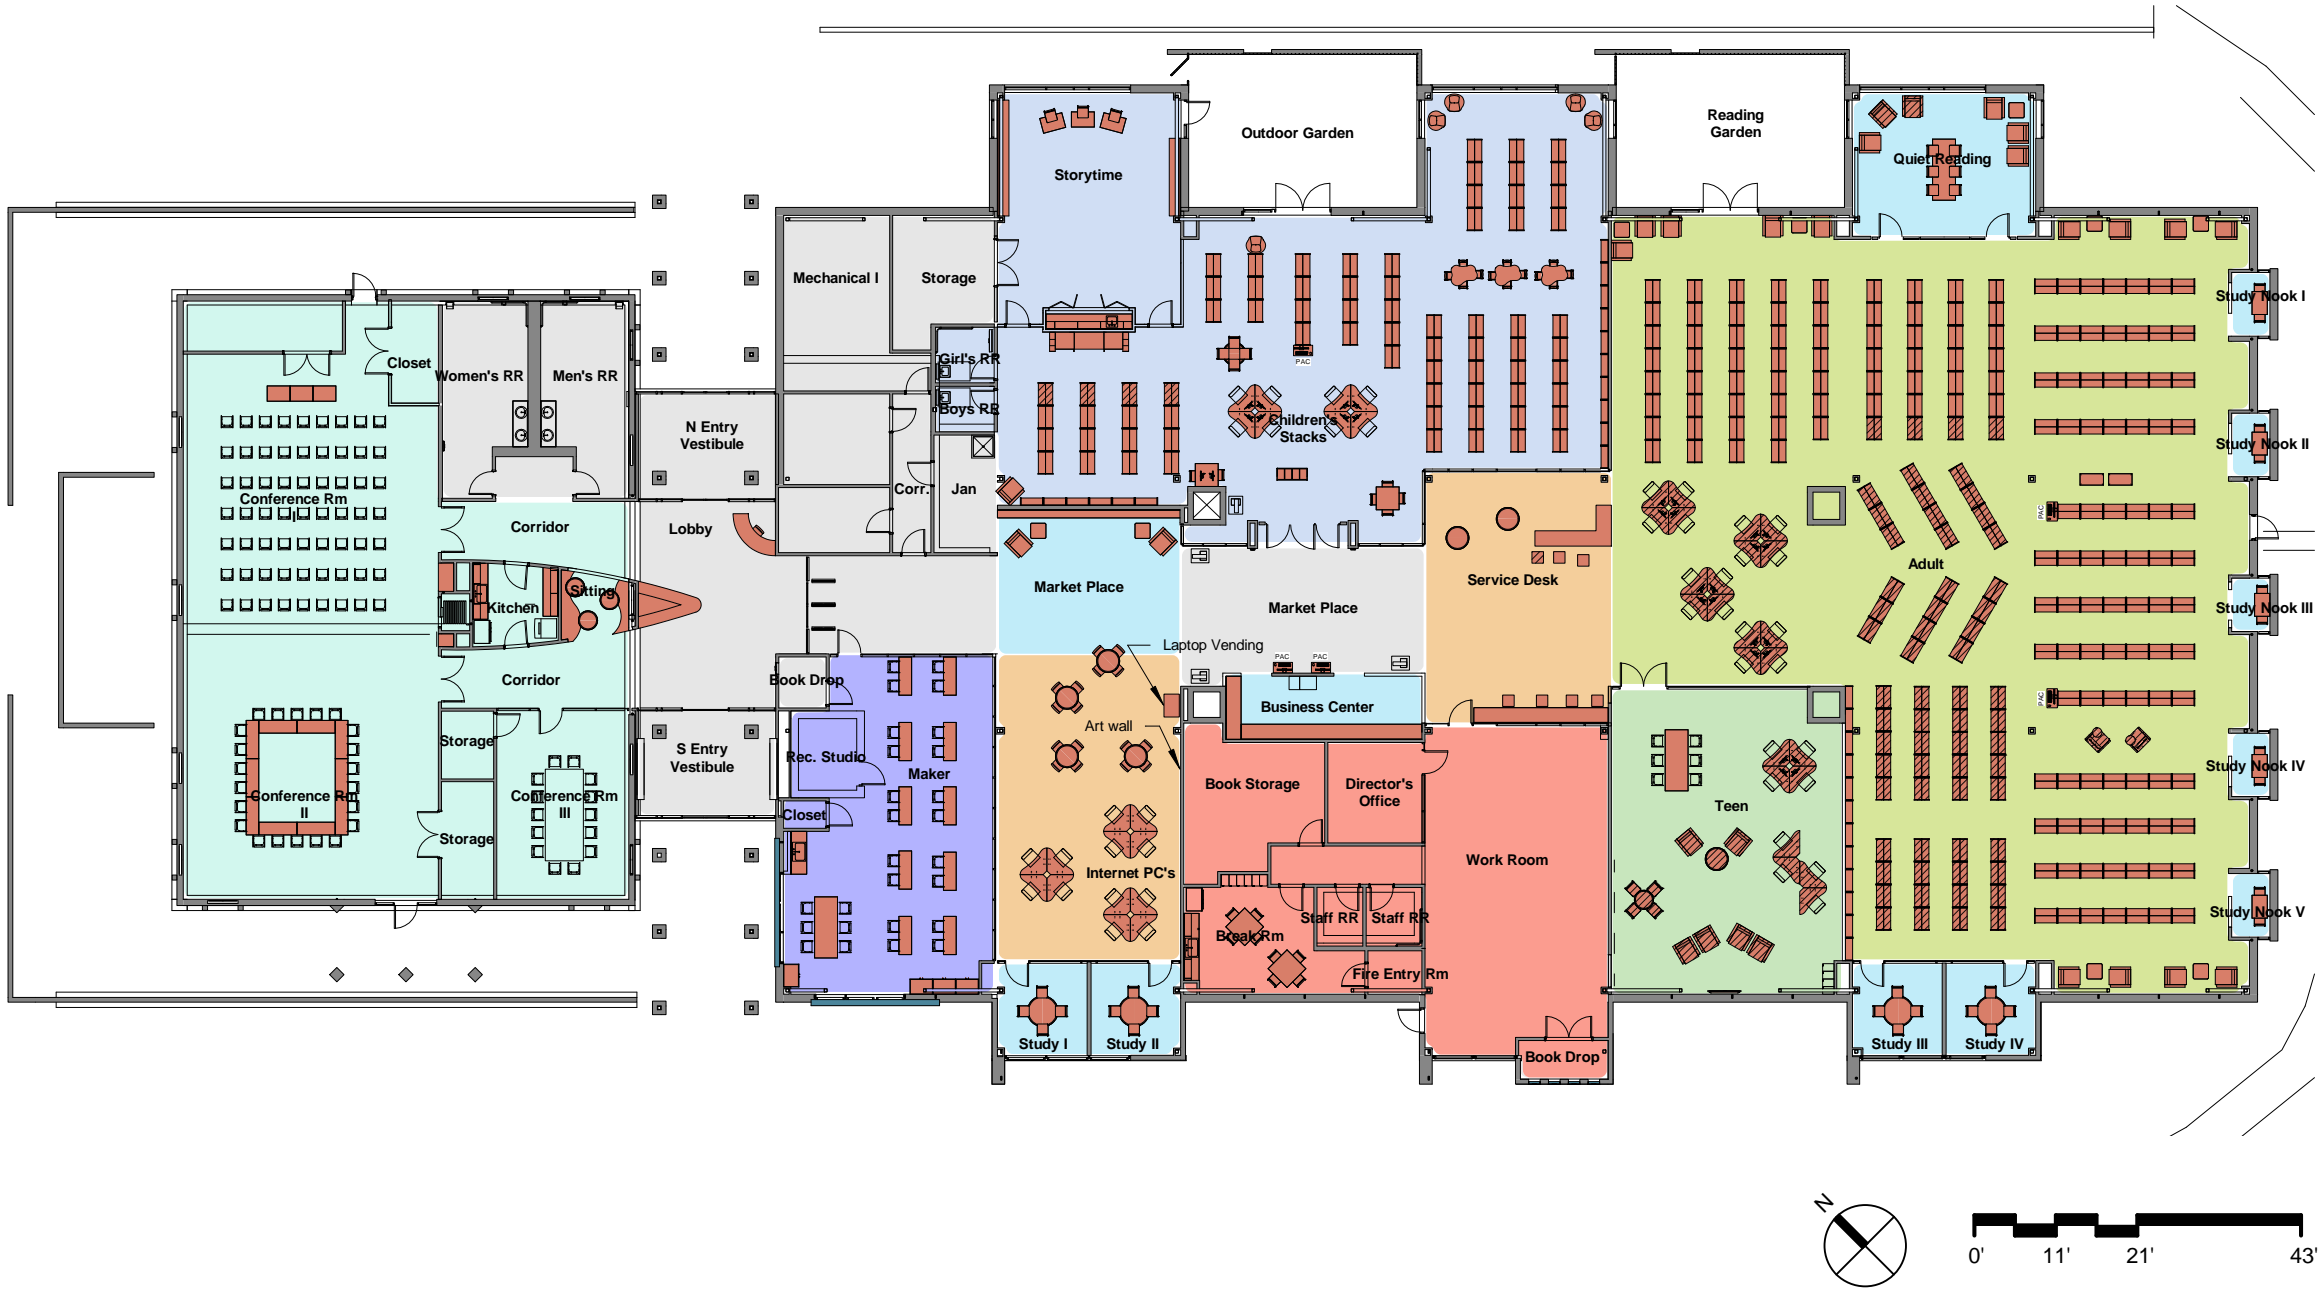 Outdoor Garden
Reading
Garden
Quiet Reading
Storytime
Mechanical I
Storage
Study Nook I
Closet
Women's RR
Men's RR
Girl's RR
PAC
Boys RR
N Entry
Vestibule
Children's
Stacks
Study Nook II
Conference Rm
I
Corridor
Lobby
Corr.
Jan
PAC
Market Place
Service Desk
Adult
Kitchen
Sitting
Market Place
Study Nook III
Laptop Vending
PAC
PAC
Corridor
Book Drop
PAC
Business Center
Art wall
Storage
S Entry
Vestibule
Rec. Studio
Maker
Book Storage
Director's
Office
Study Nook IV
Conference Rm
II
Conference Rm
III
Teen
Closet
Storage
Work Room
Internet PC's
Staff RR
Staff RR
Study Nook V
Break Rm
Fire Entry Rm
Study I
Study II
Book Drop
Study III
Study IV
N
0'
11'
21'
43'